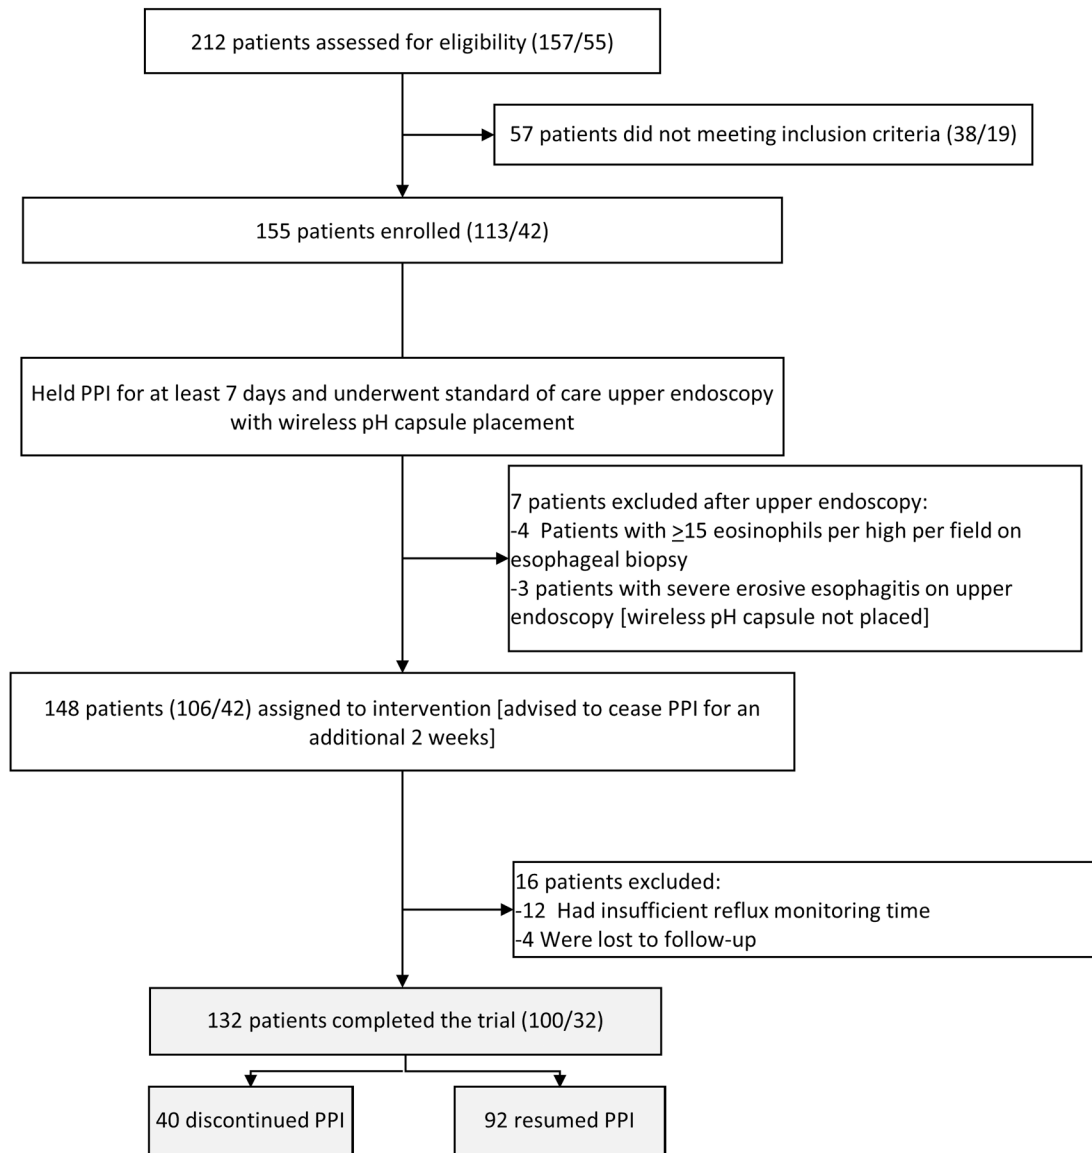 212 patients assessed for eligibility (157/55)
57 patients did not meeting inclusion criteria (38/19)
155 patients enrolled (113/42)
Held PPI for at least 7 days and underwent standard of care upper endoscopy
with wireless pH capsule placement
7 patients excluded after upper endoscopy:
-4  Patients with >15 eosinophils per high per field on
esophageal biopsy
-3 patients with severe erosive esophagitis on upper
endoscopy [wireless pH capsule not placed]
148 patients (106/42) assigned to intervention [advised to cease PPI for an
additional 2 weeks]
16 patients excluded:
-12  Had insufficient reflux monitoring time
-4 Were lost to follow-up
132 patients completed the trial (100/32)
40 discontinued PPI
92 resumed PPI